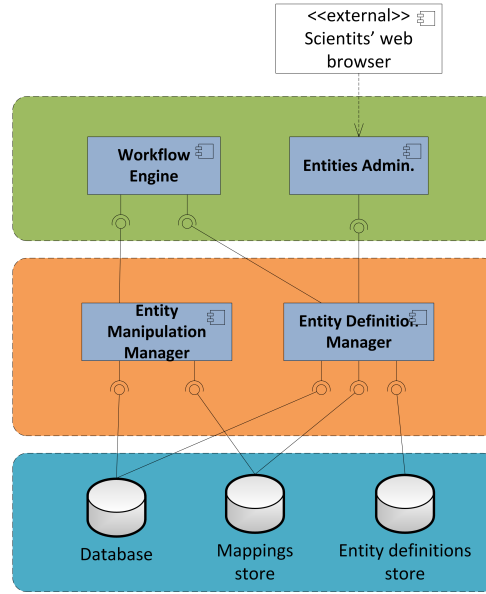 <<external>>
Scientits’ web
browser
Workflow
Engine
Entities Admin.
Entity
Manipulation
Manager
Entity Definition
Manager
Database
Mappings
store
Entity definitions
store